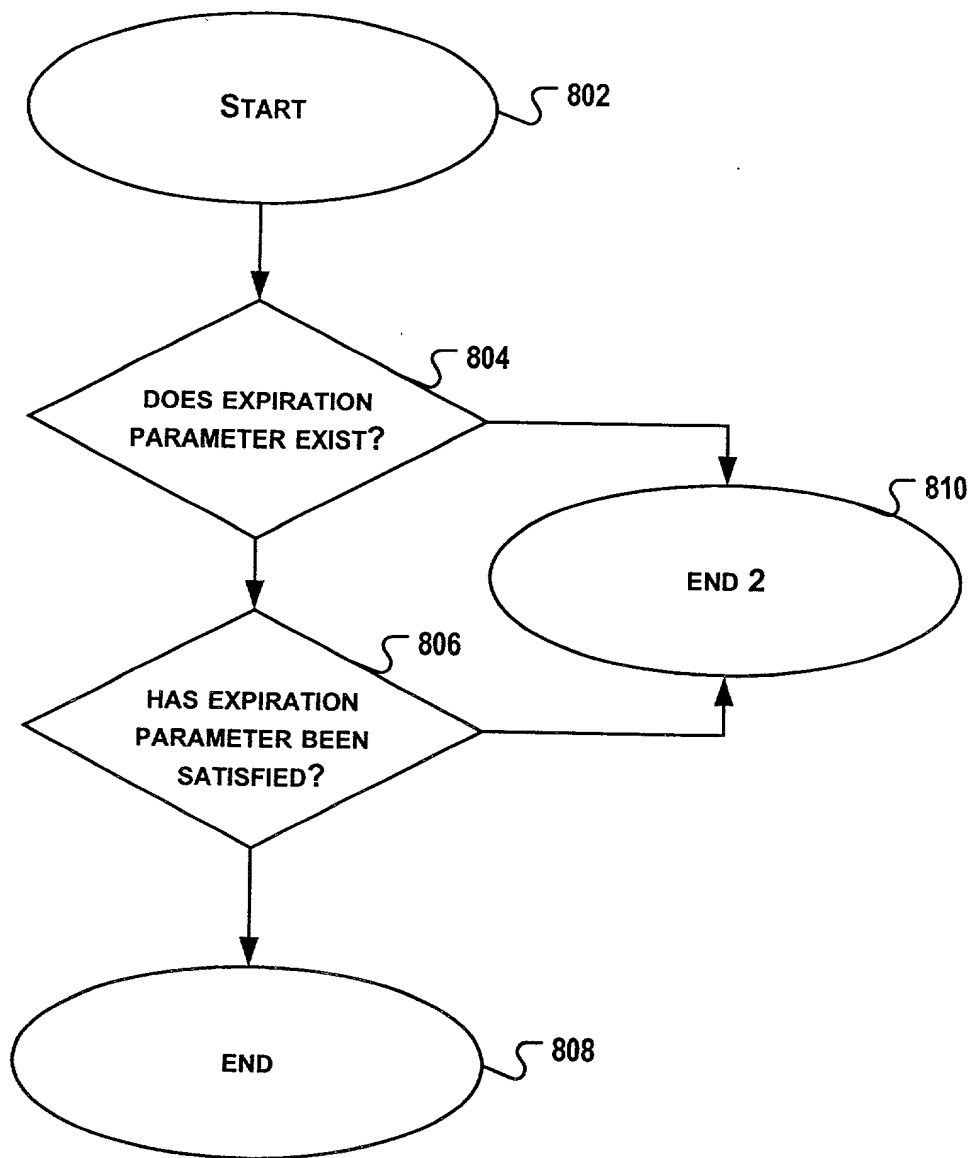 START
802
804
DOES EXPIRATION
PARAMETER EXIST?
810
END 2
806
HAS EXPIRATION
PARAMETER BEEN
SATISFIED?
END
808